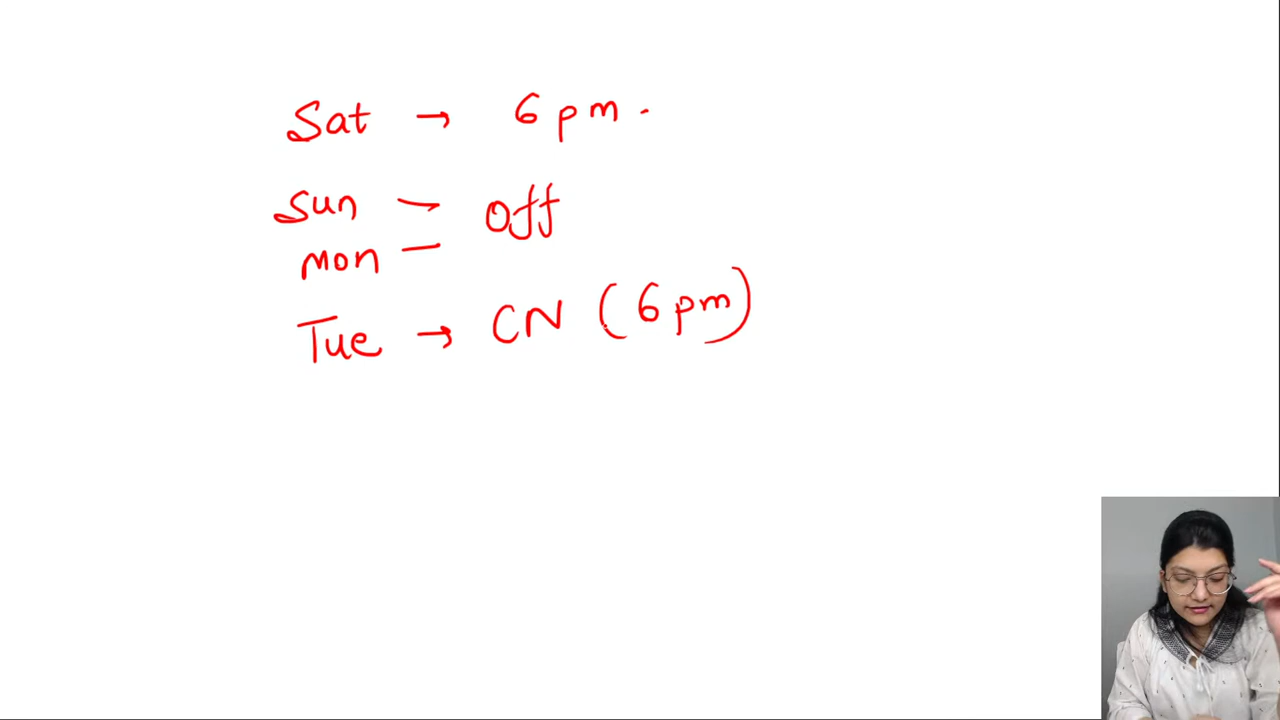 Sat → 6 pm.
Sun — Off
mon —
Tue → CN (6 pm)